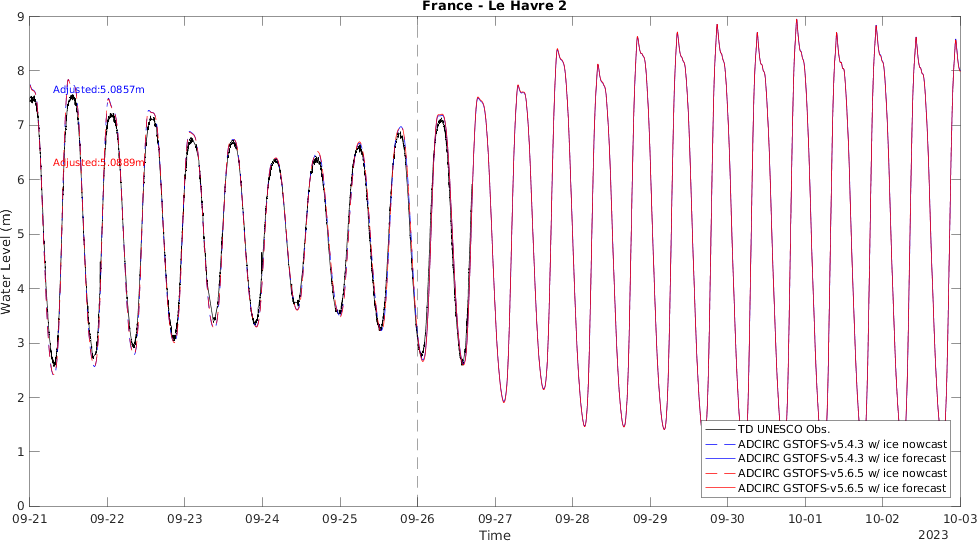 France - Le Havre 2
9
8
7
6
5
4
3
2
1
0
Water Level (m)
Adjusted:5.0857m
Adjusted:5.0889m
TD UNESCO Obs.
ADCIRC GSTOFS-v5.4.3 w/ ice nowcast
ADCIRC GSTOFS-v5.4.3 w/ ice forecast
ADCIRC GSTOFS-v5.6.5 w/ ice nowcast
ADCIRC GSTOFS-v5.6.5 w/ ice forecast
09-21 09-22 09-23 09-24 09-25 09-26 09-27 09-28 09-29 09-30 10-01 10-02 10-03
Time
2023